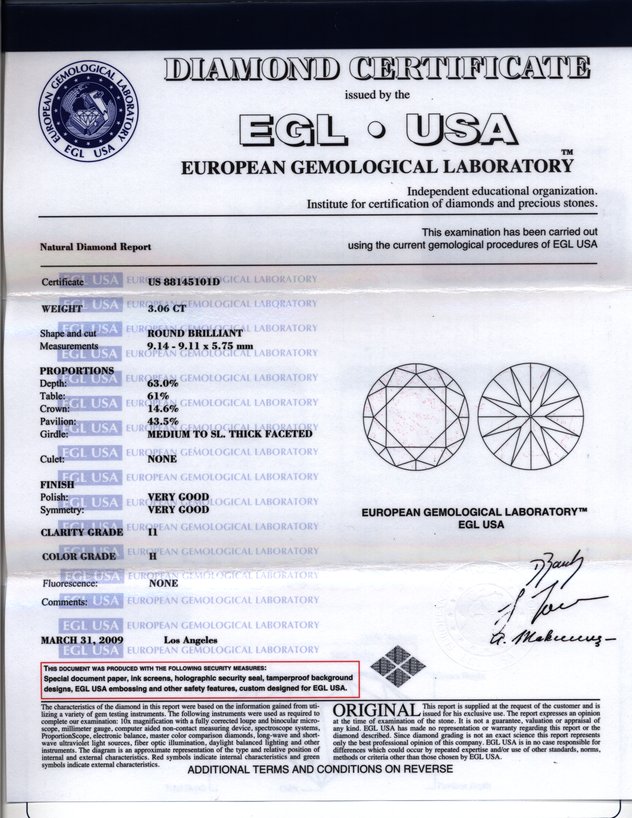 EUROPEAN GEMOLOGICAL LABORATORY
EGL USA
DIAMOND CERTIFICATE
issued by the
EGL • USA
EUROPEAN GEMOLOGICAL LABORATORY™
Independent educational organization.
Institute for certification of diamonds and precious stones.
This examination has been carried out
using the current gemological procedures of EGL USA
Natural Diamond Report
Certificate US 88145101D
WEIGHT 3.06 CT
Shape and cut ROUND BRILLIANT
Measurements 9.14 - 9.11 x 5.75 mm
PROPORTIONS
Depth: 63.0%
Table: 61%
Crown: 14.6%
Pavilion: 43.5%
Girdle: MEDIUM TO SL. THICK FACETED
Culet: NONE
FINISH
Polish: VERY GOOD
Symmetry: VERY GOOD
CLARITY GRADE I1
COLOR GRADE H
Fluorescence: NONE
Comments:
EUROPEAN GEMOLOGICAL LABORATORY™
EGL USA
MARCH 31, 2009 Los Angeles
THIS DOCUMENT WAS PRODUCED WITH THE FOLLOWING SECURITY MEASURES:
Special document paper, ink screens, holographic security seal, tamperproof background
designs, EGL USA embossing and other safety features, custom designed for EGL USA.
The characteristics of the diamond in this report were based on the information gained from uti-
lizing a variety of gem testing instruments. The following instruments were used as required to
complete our examination: 10x magnification with a fully corrected loupe and binocular micro-
scope, millimeter gauge, computer aided non-contact measuring device, spectroscope systems,
ProportionScope, electronic balance, master color comparison diamonds, long-wave and short-
wave ultraviolet light sources, fiber optic illumination, daylight balanced lighting and other
instruments. The diagram is an approximate representation of the type and relative position of
internal and external characteristics. Red symbols indicate internal characteristics and green
symbols indicate external characteristics.
ORIGINAL This report is supplied at the request of the customer and is
issued for his exclusive use. The report expresses an opinion
at the time of examination of the stone. It is not a guarantee, valuation or appraisal of
any kind. EGL USA has made no representation or warranty regarding this report or the
diamond described. Since diamond grading is not an exact science this report represents
only the best professional opinion of this company. EGL USA is in no case responsible for
differences which could occur by repeated expertise and/or use of other standards, norms,
methods or criteria other than those chosen by EGL USA.
ADDITIONAL TERMS AND CONDITIONS ON REVERSE